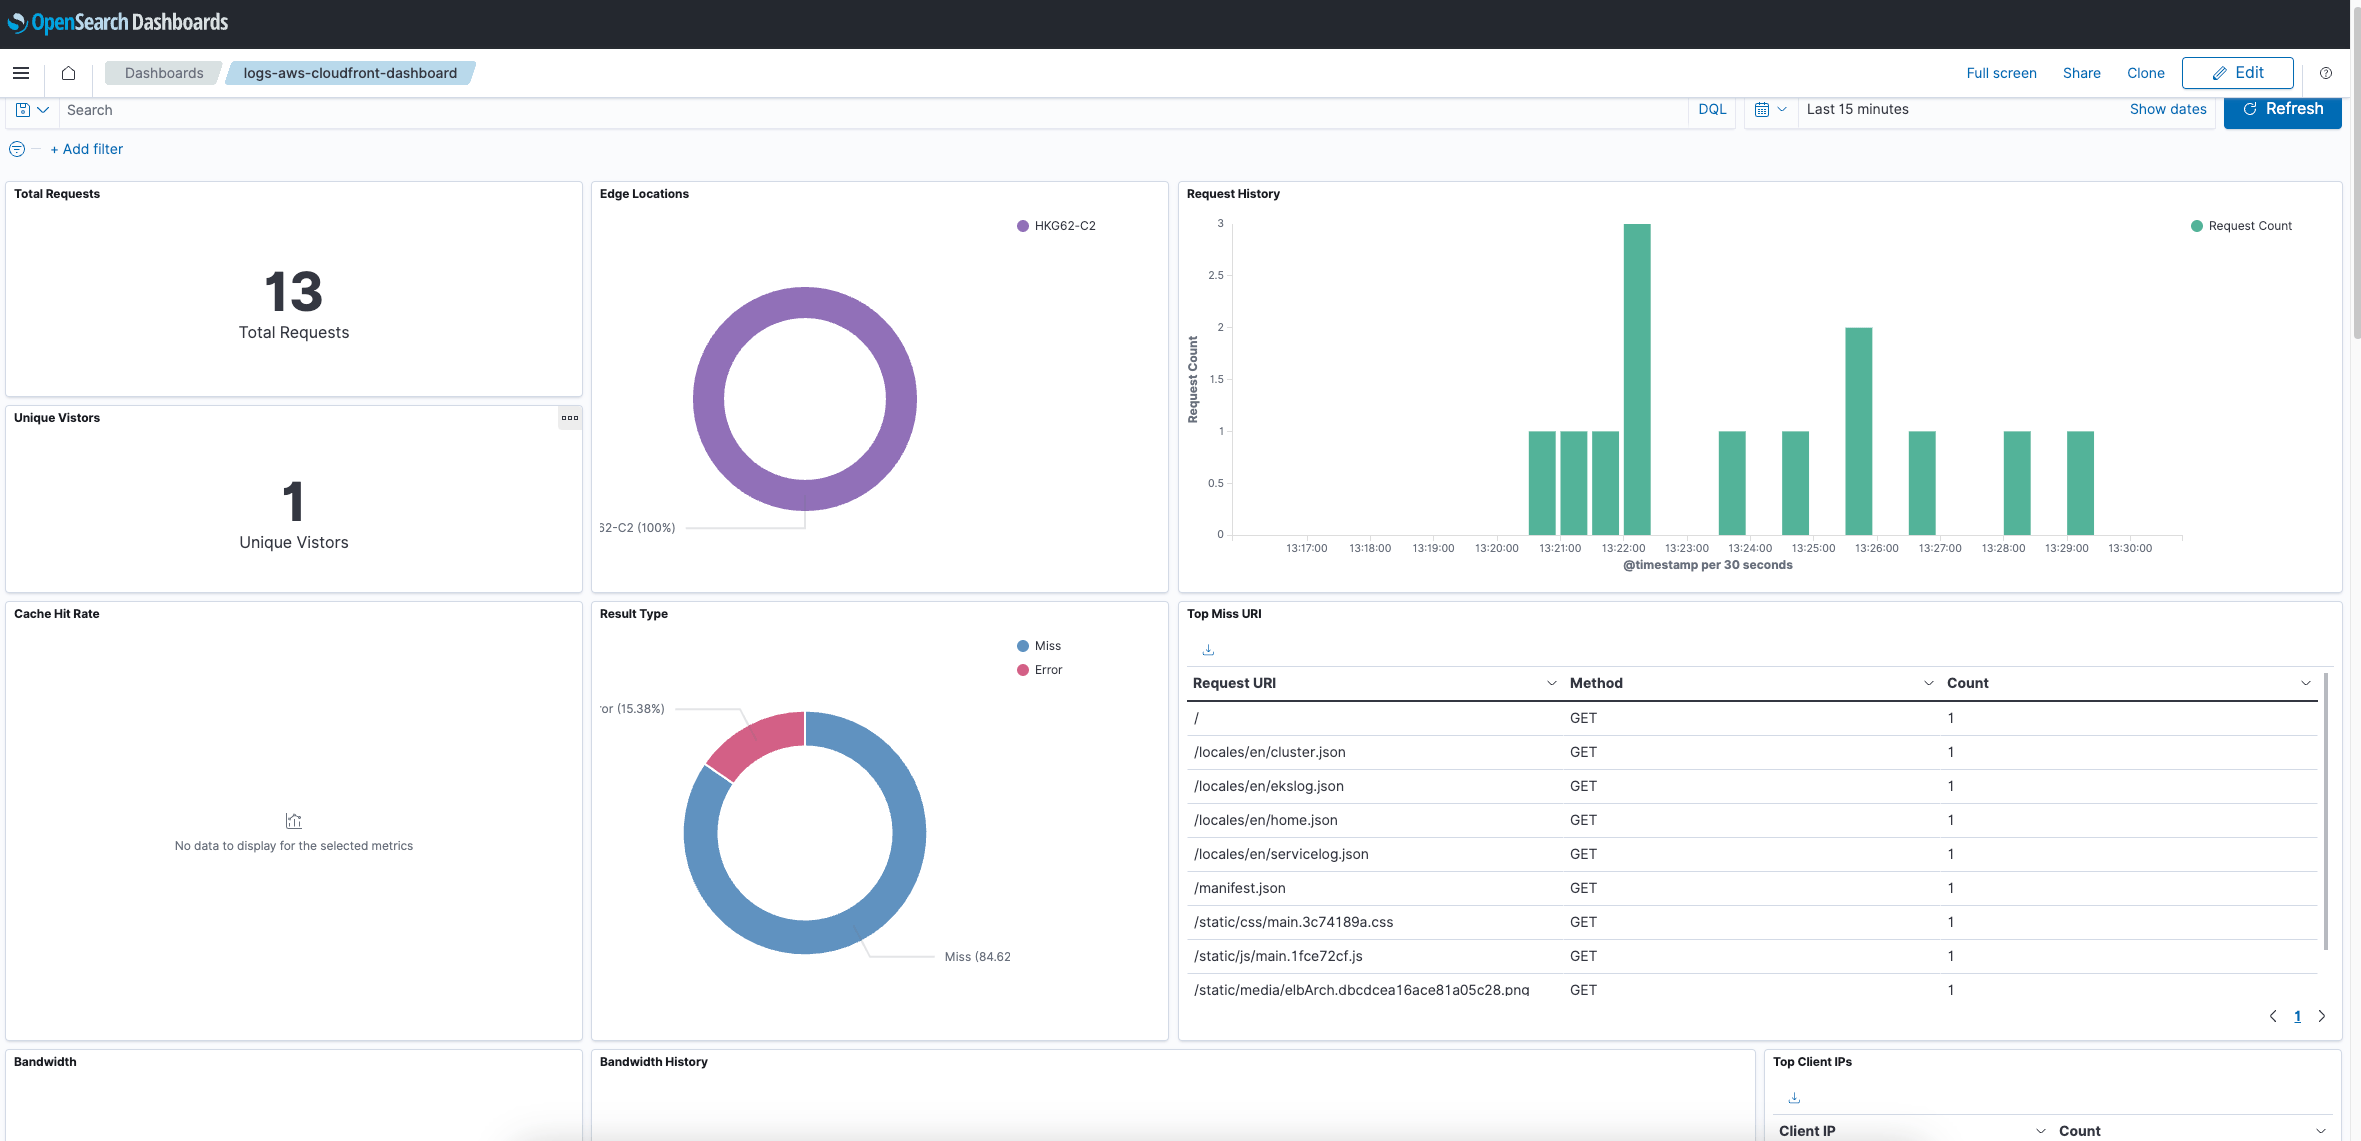 OpenSearch Dashboards
Dashboards
logs-aws-cloudfront-dashboard
Full screen
Share
Clone
Edit
Search
DQL
Last 15 minutes
Show dates
Refresh
+ Add filter
Total Requests
13
Total Requests
Unique Vistors
1
Unique Vistors
Edge Locations
HKG62-C2
62-C2 (100%)
Request History
Request Count
Request Count
3
2.5
2
1.5
1
0.5
0
13:17:00 13:18:00 13:19:00 13:20:00 13:21:00 13:22:00 13:23:00 13:24:00 13:25:00 13:26:00 13:27:00 13:28:00 13:29:00 13:30:00
@timestamp per 30 seconds
Cache Hit Rate
No data to display for the selected metrics
Result Type
Miss
Error
ror (15.38%)
Miss (84.62
Top Miss URI
Request URI Method Count
/ GET 1
/locales/en/cluster.json GET 1
/locales/en/ekslog.json GET 1
/locales/en/home.json GET 1
/locales/en/servicelog.json GET 1
/manifest.json GET 1
/static/css/main.3c74189a.css GET 1
/static/js/main.1fce72cf.js GET 1
/static/media/elbArch.dbcdcea16ace81a05c28.png GET 1
1
Bandwidth
Bandwidth History
Top Client IPs
Client IP Count